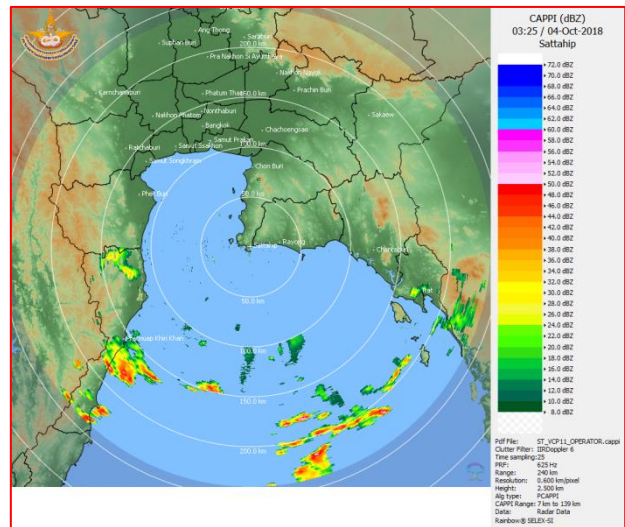 CAPPI (dBZ)
03:25 / 04-Oct-2018
Sattahip
72.0 dBZ
70.0 dBZ
68.0 dBZ
66.0 dBZ
64.0 dBZ
62.0 dBZ
60.0 dBZ
58.0 dBZ
56.0 dBZ
54.0 dBZ
52.0 dBZ
50.0 dBZ
48.0 dBZ
46.0 dBZ
44.0 dBZ
42.0 dBZ
40.0 dBZ
38.0 dBZ
36.0 dBZ
34.0 dBZ
32.0 dBZ
30.0 dBZ
28.0 dBZ
26.0 dBZ
24.0 dBZ
22.0 dBZ
20.0 dBZ
18.0 dBZ
16.0 dBZ
14.0 dBZ
12.0 dBZ
10.0 dBZ
8.0 dBZ
Pdf File: ST_VCP11_OPERATOR.cappi
Clutter Filter: IIRDoppler 6
Time sampling:25
PRF: 625 Hz
Range: 240 km
Resolution: 0.600 km/pixel
Height: 2.500 km
Alg type: PCAPPI
CAPPI Range: 7 km to 139 km
Data: Radar Data
Rainbow® SELEX-SI
Ang Thong
Suphan Buri
Saraburi
200.0 km
Pra Nakhon Si Ayutthaya
Nakhon Nayok
Kanchanaburi
Prachin Buri
Phatum Thani
150.0 km
Nonthaburi
Nakhon Phatom
Sakaew
Bangkok
Chachoengsao
Samut Prakan
Ratchaburi
Samut Ssakhon
100.0 km
Samut Songkhram
Chon Buri
Phet Buri
50.0 km
Sattahip
Rayong
Chantaburi
Trat
50.0 km
Prachuap Khiri Khan
100.0 km
150.0 km
200.0 km